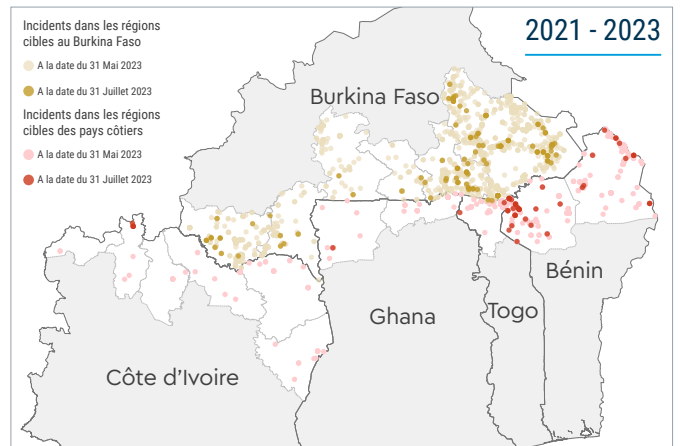 Incidents dans les régions
cibles au Burkina Faso
A la date du 31 Mai 2023
A la date du 31 Juillet 2023
Incidents dans les régions
cibles des pays côtiers
A la date du 31 Mai 2023
A la date du 31 Juillet 2023
2021 - 2023
Burkina Faso
Bénin
Togo
Ghana
Côte d'Ivoire